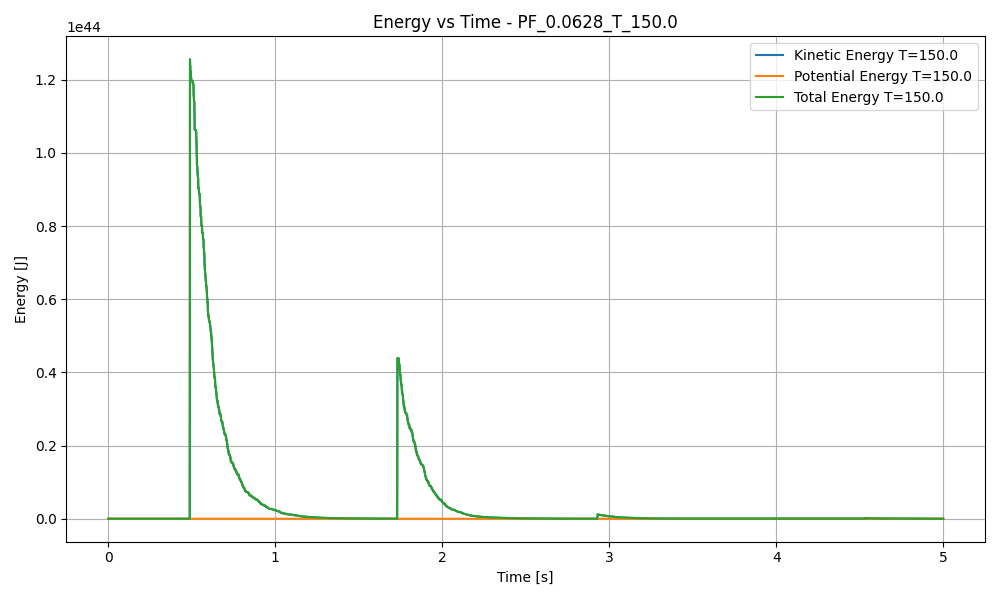 Energy vs Time - PF_0.0628_T_150.0
1e44
Kinetic Energy T=150.0
Potential Energy T=150.0
Total Energy T=150.0
Energy [J]
1.2
1.0
0.8
0.6
0.4
0.2
0.0
0 1 2 3 4 5
Time [s]